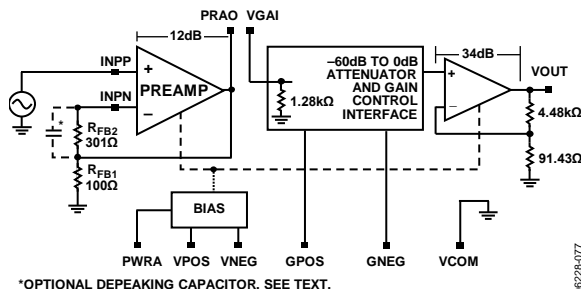 PRAO VGAI
12dB
INPP
+
PREAMP
INPN
−
*
RFB2
301Ω
RFB1
100Ω
–60dB TO 0dB
ATTENUATOR
AND GAIN
CONTROL
INTERFACE
1.28kΩ
34dB
+
−
VOUT
4.48kΩ
91.43Ω
BIAS
PWRA VPOS VNEG GPOS GNEG VCOM
*OPTIONAL DEPEAKING CAPACITOR. SEE TEXT.
06228-077